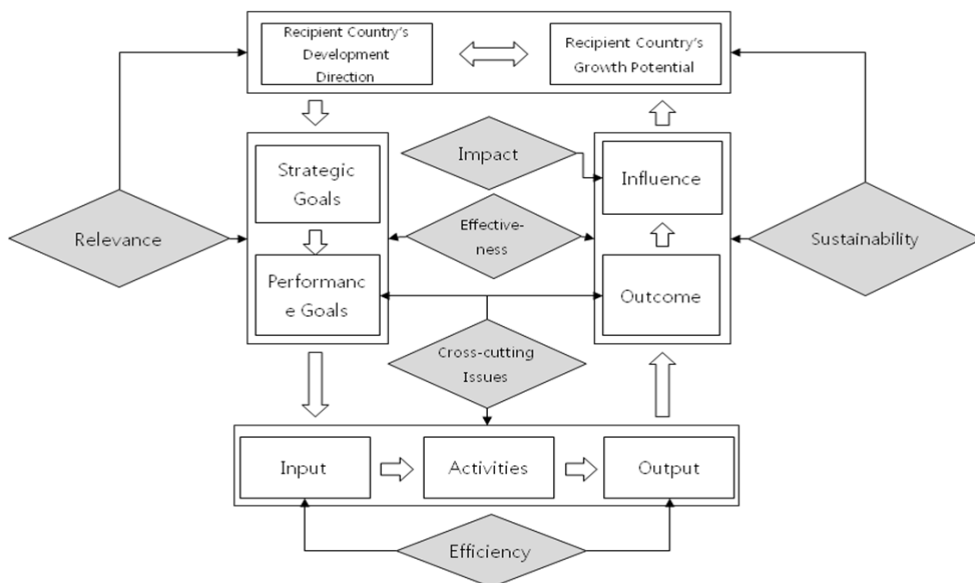 Recipient Country's
Development
Direction
Recipient Country's
Growth Potential
Strategic
Goals
Impact
Influence
Relevance
Effective-
ness
Sustainability
Performanc
e Goals
Outcome
Cross-cutting
Issues
Input
Activities
Output
Efficiency